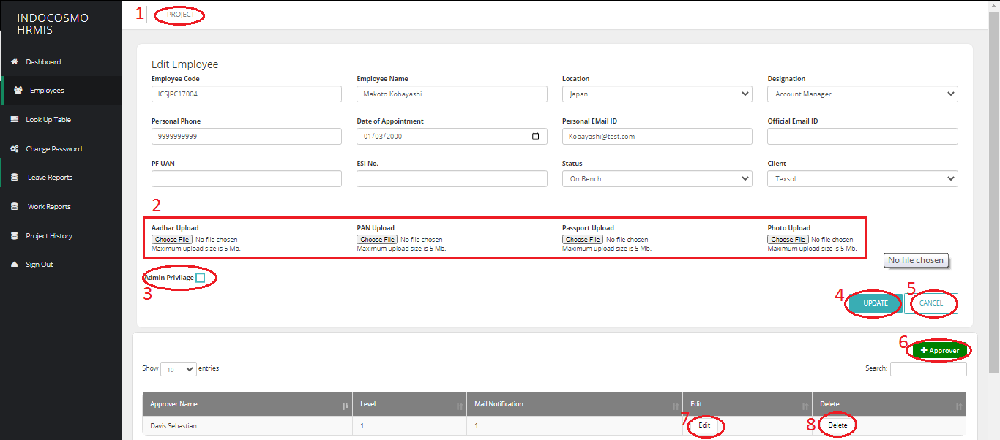 INDOCOSMO
HRMIS
Dashboard
Employees
Look Up Table
Change Password
Leave Reports
Work Reports
Project History
Sign Out
1 PROJECT
Edit Employee
Employee Code Employee Name Location Designation
ICSJPC17004 Makoto Kobayashi Japan Account Manager
Personal Phone Date of Appointment Personal EMail ID Official Email ID
9999999999 01/03/2000 Kobayashi@test.com
PF UAN ESI No. Status Client
On Bench Texsol
2
Aadhar Upload PAN Upload Passport Upload Photo Upload
Choose File No file chosen Choose File No file chosen Choose File No file chosen Choose File No file chosen
Maximum upload size is 5 Mb. Maximum upload size is 5 Mb. Maximum upload size is 5 Mb. Maximum upload size is 5 Mb.
No file chosen
Admin Privilage
3
4 UPDATE 5 CANCEL
6 + Approver
Show 10 entries Search:
Approver Name Level Mail Notification Edit Delete
Davis Sebastian 1 1 7 Edit 8 Delete